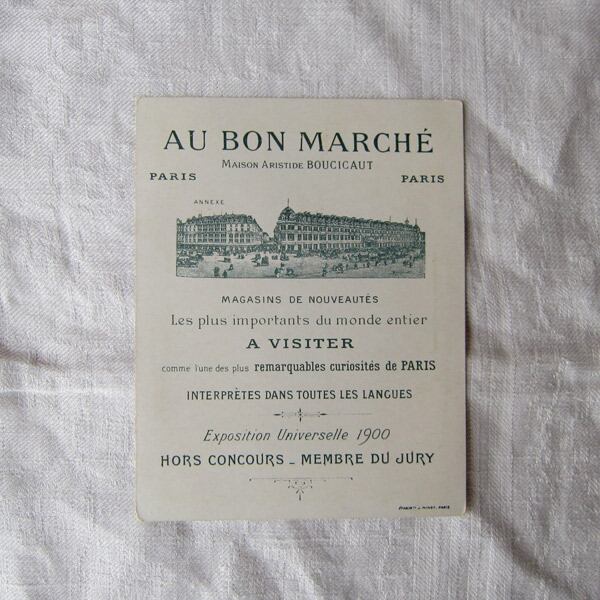 AU BON MARCHÉ
MAISON ARISTIDE BOUCICAUT
PARIS
PARIS
ANNEXE
MAGASINS DE NOUVEAUTÉS
Les plus importants du monde entier
A VISITER
comme l'une des plus remarquables curiosités de PARIS
INTERPRÈTES DANS TOUTES LES LANGUES
Exposition Universelle 1900
HORS CONCOURS _ MEMBRE DU JURY
J. MINOT, PARIS